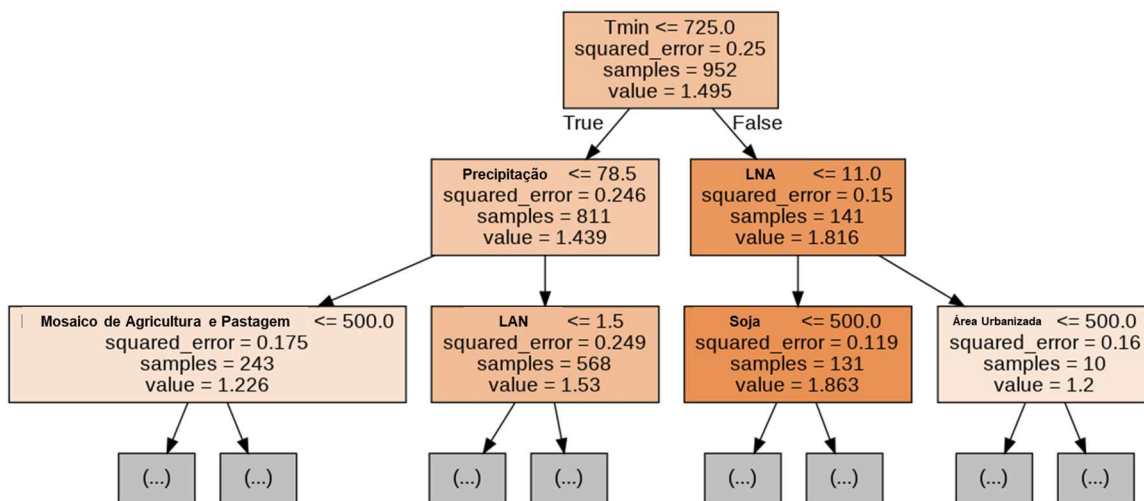 Tmin <= 725.0
squared_error = 0.25
samples = 952
value = 1.495
True
False
Precipitação <= 78.5
squared_error = 0.246
samples = 811
value = 1.439
LNA <= 11.0
squared_error = 0.15
samples = 141
value = 1.816
Mosaico de Agricultura e Pastagem <= 500.0
squared_error = 0.175
samples = 243
value = 1.226
LAN <= 1.5
squared_error = 0.249
samples = 568
value = 1.53
Soja <= 500.0
squared_error = 0.119
samples = 131
value = 1.863
Área Urbanizada <= 500.0
squared_error = 0.16
samples = 10
value = 1.2
(...)
(...)
(...)
(...)
(...)
(...)
(...)
(...)